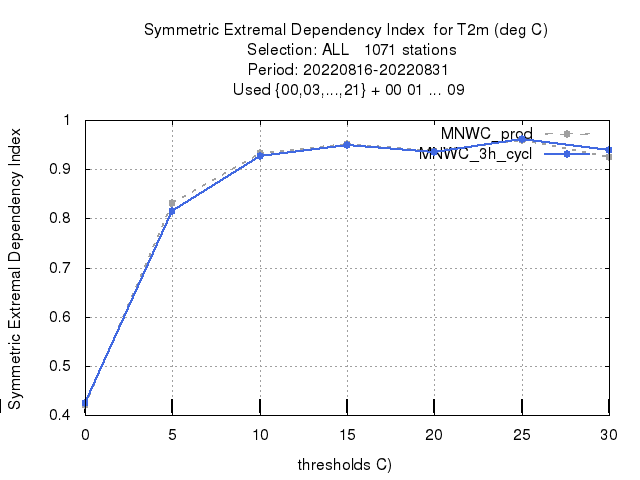 Symmetric Extremal Dependency Index for T2m (deg C)
Selection: ALL 1071 stations
Period: 20220816-20220831
Used {00,03,...,21} + 00 01 ... 09
Symmetric Extremal Dependency Index
1
0.9
0.8
0.7
0.6
0.5
0.4
MNWC_prod
MNWC_3h_cycl
0 5 10 15 20 25 30
thresholds C)